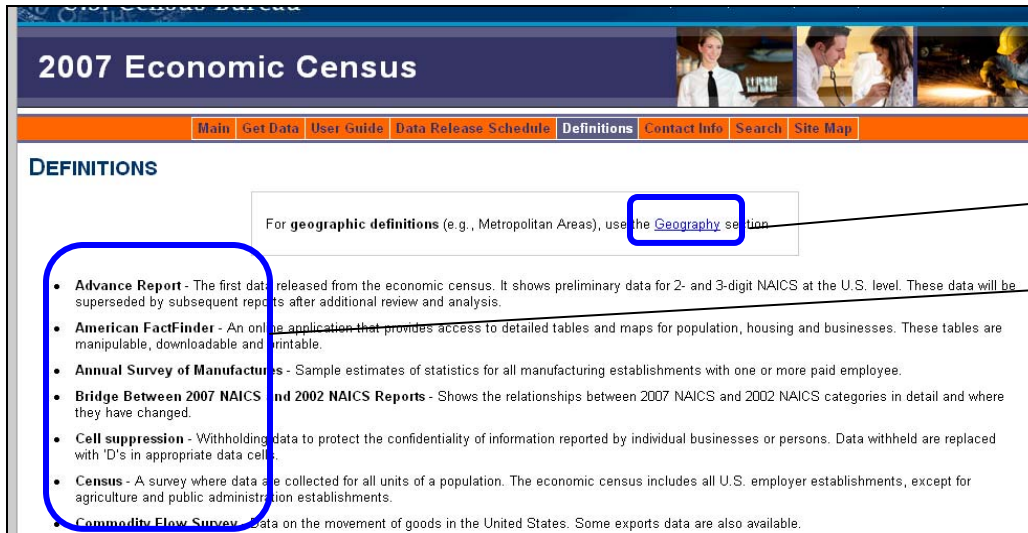 U.S. Census Bureau
2007 Economic Census
Main Get Data User Guide Data Release Schedule Definitions Contact Info Search Site Map
DEFINITIONS
For geographic definitions (e.g., Metropolitan Areas), use the Geography section
Advance Report - The first data released from the economic census. It shows preliminary data for 2- and 3-digit NAICS at the U.S. level. These data will be
superseded by subsequent reports after additional review and analysis.
American FactFinder - An online application that provides access to detailed tables and maps for population, housing and businesses. These tables are
manipulable, downloadable and printable.
Annual Survey of Manufactures - Sample estimates of statistics for all manufacturing establishments with one or more paid employee.
Bridge Between 2007 NAICS and 2002 NAICS Reports - Shows the relationships between 2007 NAICS and 2002 NAICS categories in detail and where
they have changed.
Cell suppression - Withholding data to protect the confidentiality of information reported by individual businesses or persons. Data withheld are replaced
with 'D's in appropriate data cells.
Census - A survey where data are collected for all units of a population. The economic census includes all U.S. employer establishments, except for
agriculture and public administration establishments.
Commodity Flow Survey - Data on the movement of goods in the United States. Some exports data are also available.